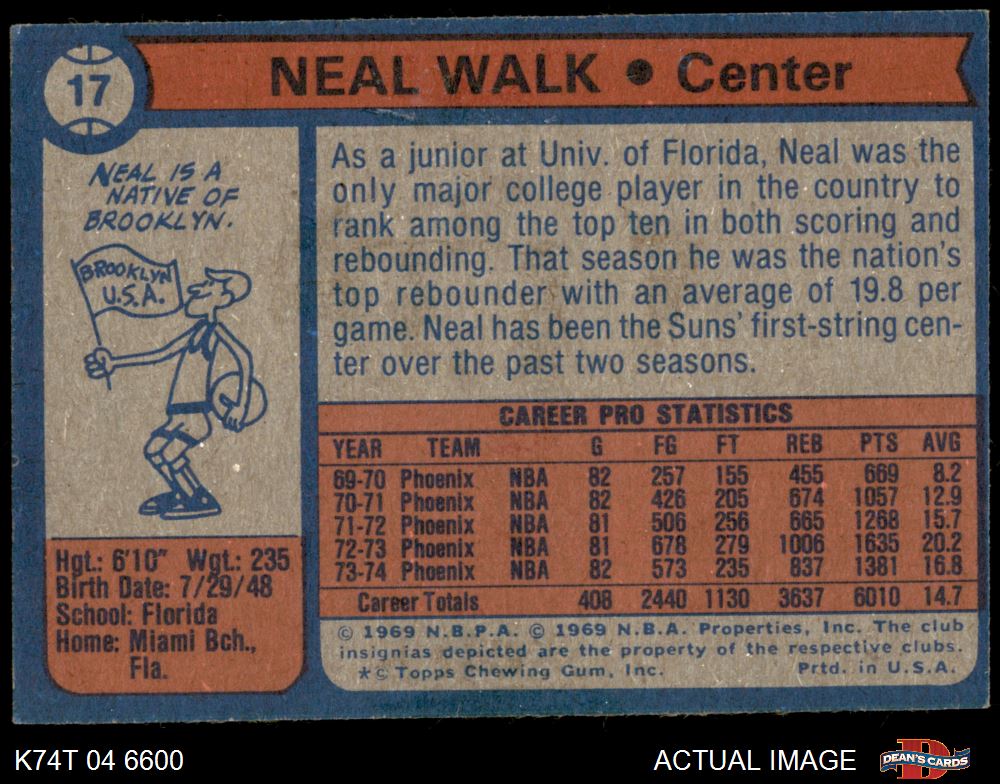 17
NEAL WALK • Center
NEAL IS A
NATIVE OF
BROOKLYN.
BROOKLYN
U.S.A.
As a junior at Univ. of Florida, Neal was the
only major college player in the country to
rank among the top ten in both scoring and
rebounding. That season he was the nation's
top rebounder with an average of 19.8 per
game. Neal has been the Suns' first-string cen-
ter over the past two seasons.
CAREER PRO STATISTICS
YEAR TEAM G FG FT REB PTS AVG
69-70 Phoenix NBA 82 257 155 455 669 8.2
70-71 Phoenix NBA 82 426 205 674 1057 12.9
71-72 Phoenix NBA 81 506 256 665 1268 15.7
72-73 Phoenix NBA 81 678 279 1006 1635 20.2
73-74 Phoenix NBA 82 573 235 837 1381 16.8
Career Totals 408 2440 1130 3637 6010 14.7
Hgt.: 6'10" Wgt.: 235
Birth Date: 7/29/48
School: Florida
Home: Miami Bch.,
Fla.
© 1969 N.B.P.A. © 1969 N.B.A. Properties, Inc. The club
insignias depicted are the property of the respective clubs.
*© Topps Chewing Gum, Inc. Prtd. in U.S.A.
K74T 04 6600
ACTUAL IMAGE
D
DEAN'S CARDS